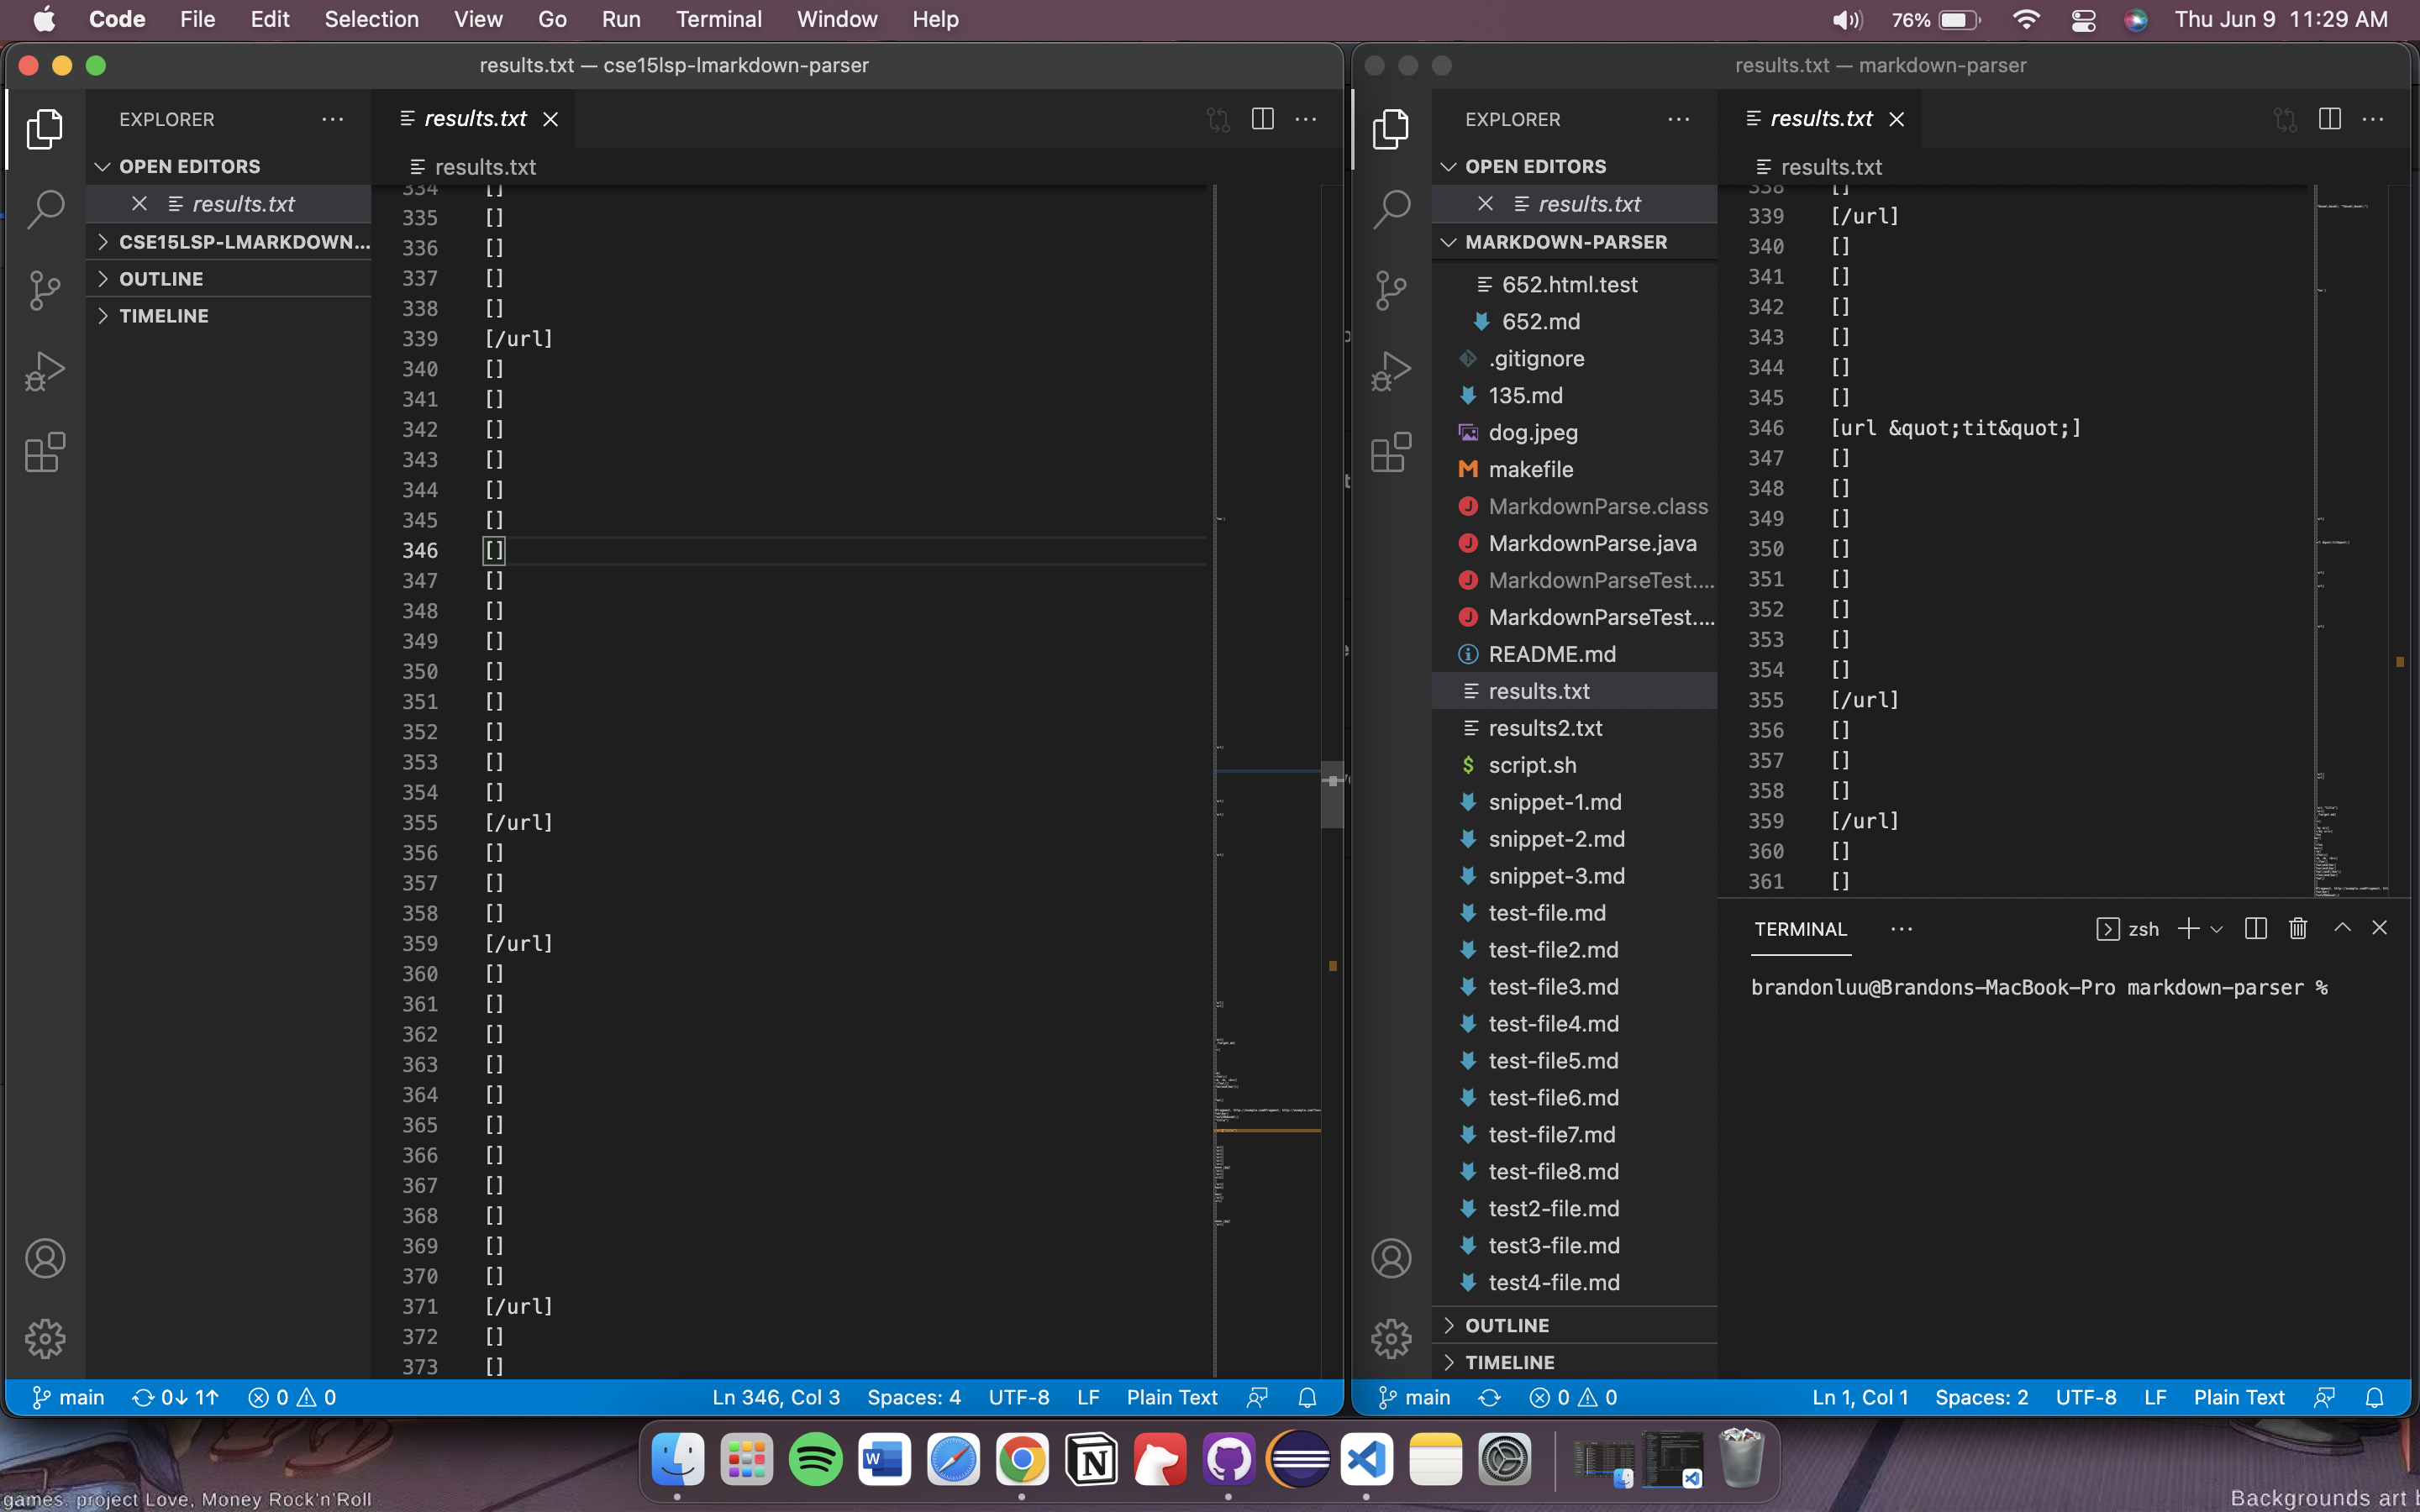 Code File Edit Selection View Go Run Terminal Window Help 76% Thu Jun 9 11:29 AM
results.txt — cse15lsp-lmarkdown-parser
EXPLORER ···
results.txt
OPEN EDITORS
results.txt
results.txt
CSE15LSP-LMARKDOWN...
OUTLINE
TIMELINE
334 []
335 []
336 []
337 []
338 []
339 [/url]
340 []
341 []
342 []
343 []
344 []
345 []
346 []
347 []
348 []
349 []
350 []
351 []
352 []
353 []
354 []
355 [/url]
356 []
357 []
358 []
359 [/url]
360 []
361 []
362 []
363 []
364 []
365 []
366 []
367 []
368 []
369 []
370 []
371 [/url]
372 []
373 []
main 0↓ 1↑ 0 0 Ln 346, Col 3 Spaces: 4 UTF-8 LF Plain Text
results.txt — markdown-parser
EXPLORER ···
results.txt
OPEN EDITORS
results.txt
results.txt
MARKDOWN-PARSER
652.html.test
652.md
.gitignore
135.md
dog.jpeg
makefile
MarkdownParse.class
MarkdownParse.java
MarkdownParseTest....
MarkdownParseTest....
README.md
results.txt
results2.txt
script.sh
snippet-1.md
snippet-2.md
snippet-3.md
test-file.md
test-file2.md
test-file3.md
test-file4.md
test-file5.md
test-file6.md
test-file7.md
test-file8.md
test2-file.md
test3-file.md
test4-file.md
OUTLINE
TIMELINE
338 []
339 [/url]
340 []
341 []
342 []
343 []
344 []
345 []
346 [url &quot;tit&quot;]
347 []
348 []
349 []
350 []
351 []
352 []
353 []
354 []
355 [/url]
356 []
357 []
358 []
359 [/url]
360 []
361 []
TERMINAL ··· zsh
brandonluu@Brandons-MacBook-Pro markdown-parser %
main 0 0 Ln 1, Col 1 Spaces: 2 UTF-8 LF Plain Text
games. project Love, Money Rock'n'Roll
Backgrounds art